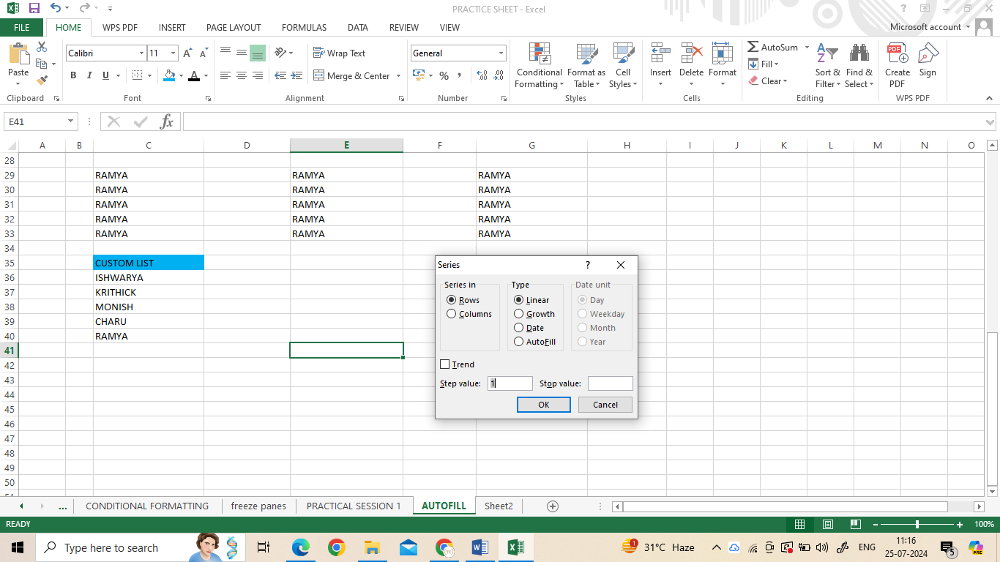 PRACTICE SHEET - Excel
FILE HOME WPS PDF INSERT PAGE LAYOUT FORMULAS DATA REVIEW VIEW Microsoft account
Paste
Clipboard
Calibri 11
B I U A
Font
Wrap Text
Merge & Center
Alignment
General
% ,
Number
Conditional Formatting
Format as Table
Cell Styles
Styles
Insert Delete Format
Cells
AutoSum
Fill
Clear
Sort & Filter
Find & Select
Editing
Create PDF
Sign
WPS PDF
E41 fx
A B C D E F G H I J K L M N O
28
29 RAMYA RAMYA RAMYA
30 RAMYA RAMYA RAMYA
31 RAMYA RAMYA RAMYA
32 RAMYA RAMYA RAMYA
33 RAMYA RAMYA RAMYA
34
35 CUSTOM LIST
36 ISHWARYA
37 KRITHICK
38 MONISH
39 CHARU
40 RAMYA
41
42
43
44
45
46
47
48
49
50
Series ?
Series in Type Date unit
Rows Linear Day
Columns Growth Weekday
Date Month
AutoFill Year
Trend
Step value: 1 Stop value:
OK Cancel
... CONDITIONAL FORMATTING freeze panes PRACTICAL SESSION 1 AUTOFILL Sheet2
READY 100%
Type here to search 31°C Haze ENG 11:16
25-07-2024 5